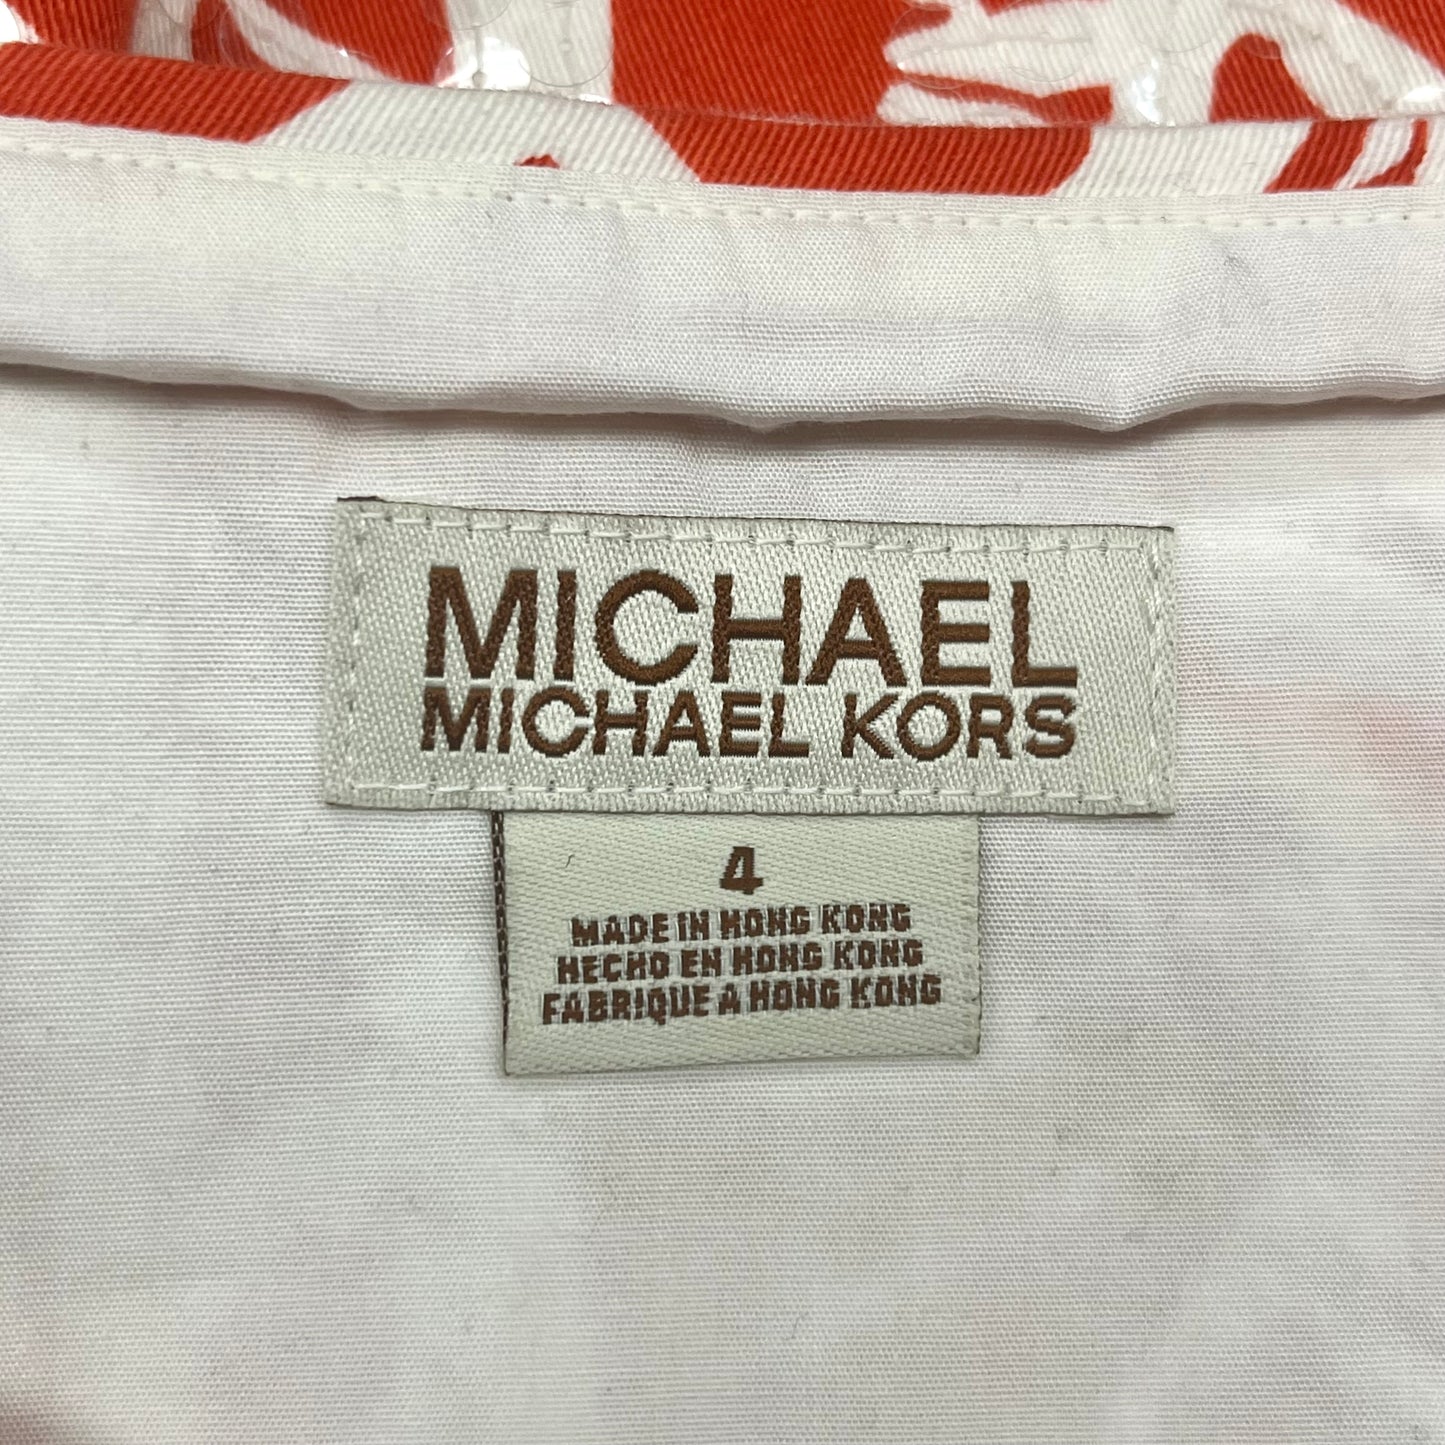 MICHAEL
MICHAEL KORS
4
MADE IN HONG KONG
HECHO EN HONG KONG
FABRIQUE A HONG KONG